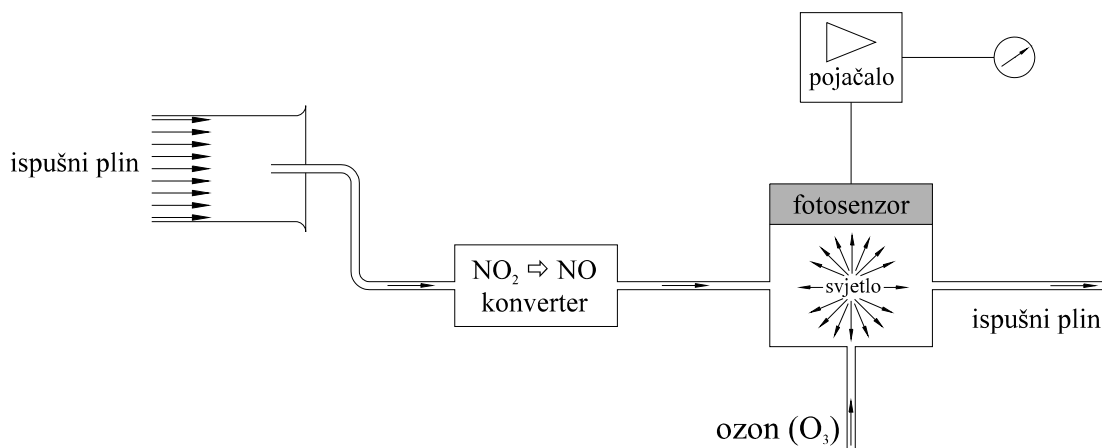 pojačalo
ispušni plin
fotosenzor
NO₂ ⇨ NO
konverter
svjetlo
ispušni plin
ozon (O₃)